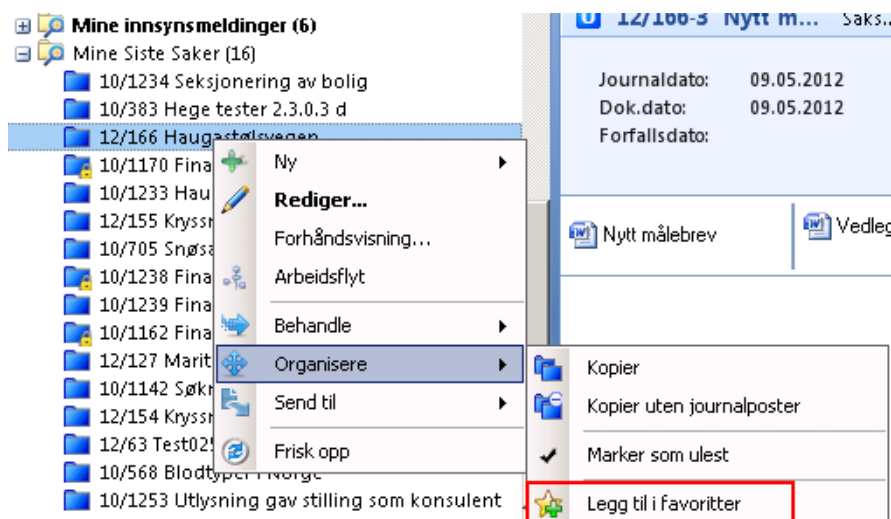 Mine innsynsmeldinger (6)
Mine Siste Saker (16)
10/1234 Seksjonering av bolig
10/383 Hege tester 2.3.0.3 d
12/166 Haugastølsvegen
10/1170 Fina
10/1233 Hau
12/155 Kryssn
10/705 Snøsa
10/1238 Fina
10/1239 Fina
10/1162 Fina
12/127 Marit
10/1142 Søkn
12/154 Kryssn
12/63 Test025
10/568 Blodtyper i Norge
10/1253 Utlysning gav stilling som konsulent
Ny
Rediger...
Forhåndsvisning...
Arbeidsflyt
Behandle
Organisere
Send til
Frisk opp
12/166-3 Nytt m... Saks..
Journaldato: 09.05.2012
Dok.dato: 09.05.2012
Forfallsdato:
Nytt målebrev
Vedleg
Kopier
Kopier uten journalposter
Marker som ulest
Legg til i favoritter